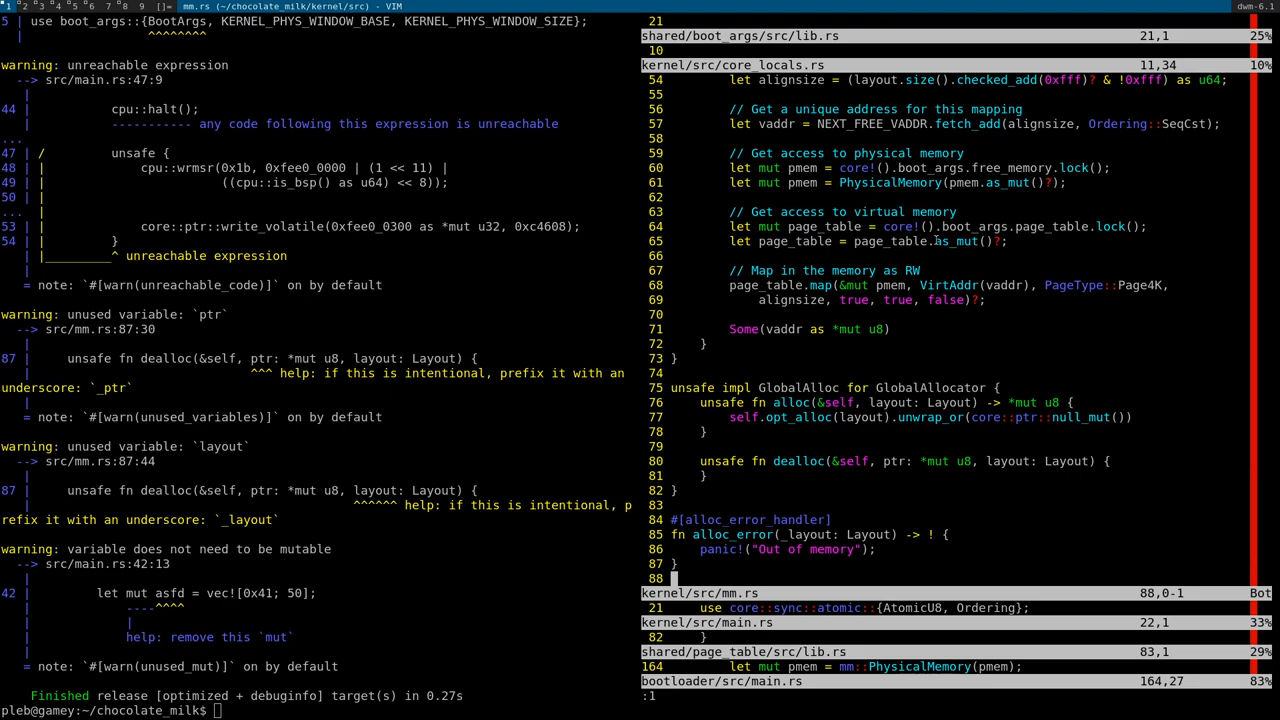 1 2 3 4 5 6 7 8 9 []= mm.rs (~/chocolate_milk/kernel/src) - VIM dwm-6.1
5 | use boot_args::{BootArgs, KERNEL_PHYS_WINDOW_BASE, KERNEL_PHYS_WINDOW_SIZE};
  |                 ^^^^^^^^
warning: unreachable expression
  --> src/main.rs:47:9
   |
44 |         cpu::halt();
   |         ----------- any code following this expression is unreachable
...
47 | /         unsafe {
48 | |             cpu::wrmsr(0x1b, 0xfee0_0000 | (1 << 11) |
49 | |                        ((cpu::is_bsp() as u64) << 8));
50 | |
... |
53 | |             core::ptr::write_volatile(0xfee0_0300 as *mut u32, 0xc4608);
54 | |         }
   | |_________^ unreachable expression
   |
   = note: `#[warn(unreachable_code)]` on by default
warning: unused variable: `ptr`
  --> src/mm.rs:87:30
   |
87 |     unsafe fn dealloc(&self, ptr: *mut u8, layout: Layout) {
   |                              ^^^ help: if this is intentional, prefix it with an
underscore: `_ptr`
   |
   = note: `#[warn(unused_variables)]` on by default
warning: unused variable: `layout`
  --> src/mm.rs:87:44
   |
87 |     unsafe fn dealloc(&self, ptr: *mut u8, layout: Layout) {
   |                                            ^^^^^^ help: if this is intentional, p
refix it with an underscore: `_layout`
warning: variable does not need to be mutable
  --> src/main.rs:42:13
   |
42 |         let mut asfd = vec![0x41; 50];
   |             ----^^^^
   |             |
   |             help: remove this `mut`
   |
   = note: `#[warn(unused_mut)]` on by default
    Finished release [optimized + debuginfo] target(s) in 0.27s
pleb@gamey:~/chocolate_milk$
21
shared/boot_args/src/lib.rs 21,1 25%
10
kernel/src/core_locals.rs 11,34 10%
54         let alignsize = (layout.size().checked_add(0xfff)? & !0xfff) as u64;
55
56         // Get a unique address for this mapping
57         let vaddr = NEXT_FREE_VADDR.fetch_add(alignsize, Ordering::SeqCst);
58
59         // Get access to physical memory
60         let mut pmem = core!().boot_args.free_memory.lock();
61         let mut pmem = PhysicalMemory(pmem.as_mut()?);
62
63         // Get access to virtual memory
64         let mut page_table = core!().boot_args.page_table.lock();
65         let page_table = page_table.as_mut()?;
66
67         // Map in the memory as RW
68         page_table.map(&mut pmem, VirtAddr(vaddr), PageType::Page4K,
69             alignsize, true, true, false)?;
70
71         Some(vaddr as *mut u8)
72     }
73 }
74
75 unsafe impl GlobalAlloc for GlobalAllocator {
76     unsafe fn alloc(&self, layout: Layout) -> *mut u8 {
77         self.opt_alloc(layout).unwrap_or(core::ptr::null_mut())
78     }
79
80     unsafe fn dealloc(&self, ptr: *mut u8, layout: Layout) {
81     }
82 }
83
84 #[alloc_error_handler]
85 fn alloc_error(_layout: Layout) -> ! {
86     panic!("Out of memory");
87 }
88
kernel/src/mm.rs 88,0-1 Bot
21     use core::sync::atomic::{AtomicU8, Ordering};
kernel/src/main.rs 22,1 33%
82     }
shared/page_table/src/lib.rs 83,1 29%
164         let mut pmem = mm::PhysicalMemory(pmem);
bootloader/src/main.rs 164,27 83%
:1